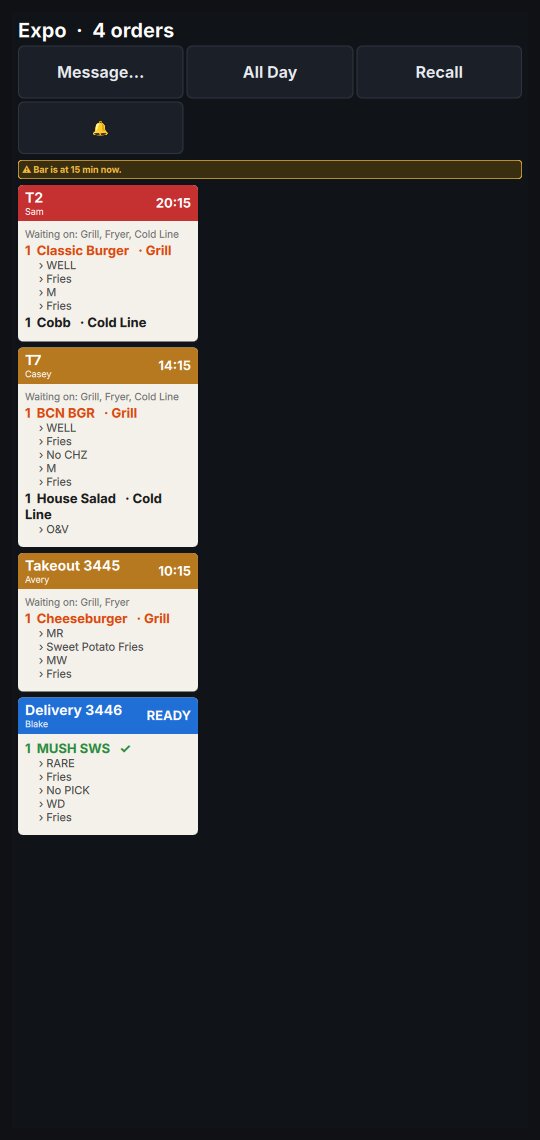 Expo · 4 orders
Message... All Day Recall
🔔
⚠ Bar is at 15 min now.
T2 20:15
Sam
Waiting on: Grill, Fryer, Cold Line
1 Classic Burger · Grill
› WELL
› Fries
› M
› Fries
1 Cobb · Cold Line
T7 14:15
Casey
Waiting on: Grill, Fryer, Cold Line
1 BCN BGR · Grill
› WELL
› Fries
› No CHZ
› M
› Fries
1 House Salad · Cold
Line
› O&V
Takeout 3445 10:15
Avery
Waiting on: Grill, Fryer
1 Cheeseburger · Grill
› MR
› Sweet Potato Fries
› MW
› Fries
Delivery 3446 READY
Blake
1 MUSH SWS ✓
› RARE
› Fries
› No PICK
› WD
› Fries